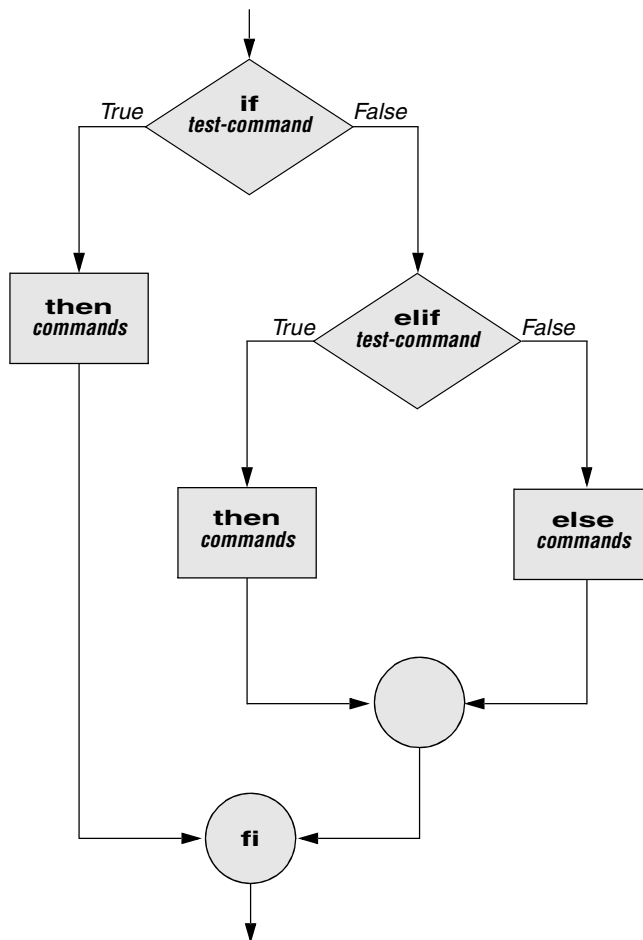 if
test-command
True
False
then
commands
elif
test-command
True
False
then
commands
else
commands
fi